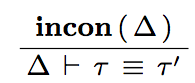 incon ( Δ )
Δ ⊢ τ ≡ τ′